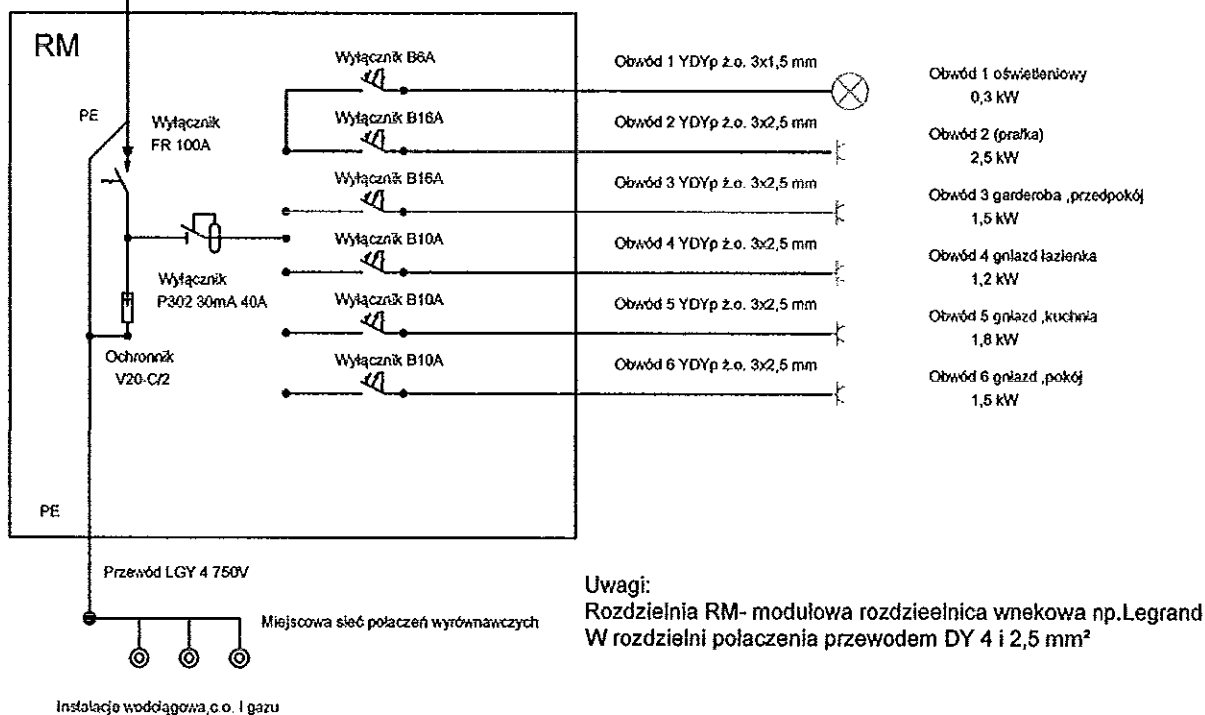 RM
PE
Wyłącznik
FR 100A
Wyłącznik
P302 30mA 40A
Ochronnik
V20-C/2
PE
Wyłącznik B6A
Wyłącznik B16A
Wyłącznik B16A
Wyłącznik B10A
Wyłącznik B10A
Wyłącznik B10A
Obwód 1 YDYp ż.o. 3x1,5 mm
Obwód 2 YDYp ż.o. 3x2,5 mm
Obwód 3 YDYp ż.o. 3x2,5 mm
Obwód 4 YDYp ż.o. 3x2,5 mm
Obwód 5 YDYp ż.o. 3x2,5 mm
Obwód 6 YDYp ż.o. 3x2,5 mm
Obwód 1 oświetleniowy
0,3 kW
Obwód 2 (pralka)
2,5 kW
Obwód 3 garderoba ,przedpokój
1,5 kW
Obwód 4 gniazd łazienka
1,2 kW
Obwód 5 gniazd ,kuchnia
1,8 kW
Obwód 6 gniazd ,pokój
1,5 kW
Przewód LGY 4 750V
Miejscowa sieć połaczeń wyrównawczych
Instalacje wodciągowa,c.o. I gazu
Uwagi:
Rozdzielnia RM- modułowa rozdzieelnica wnekowa np.Legrand
W rozdzielni połaczenia przewodem DY 4 i 2,5 mm²